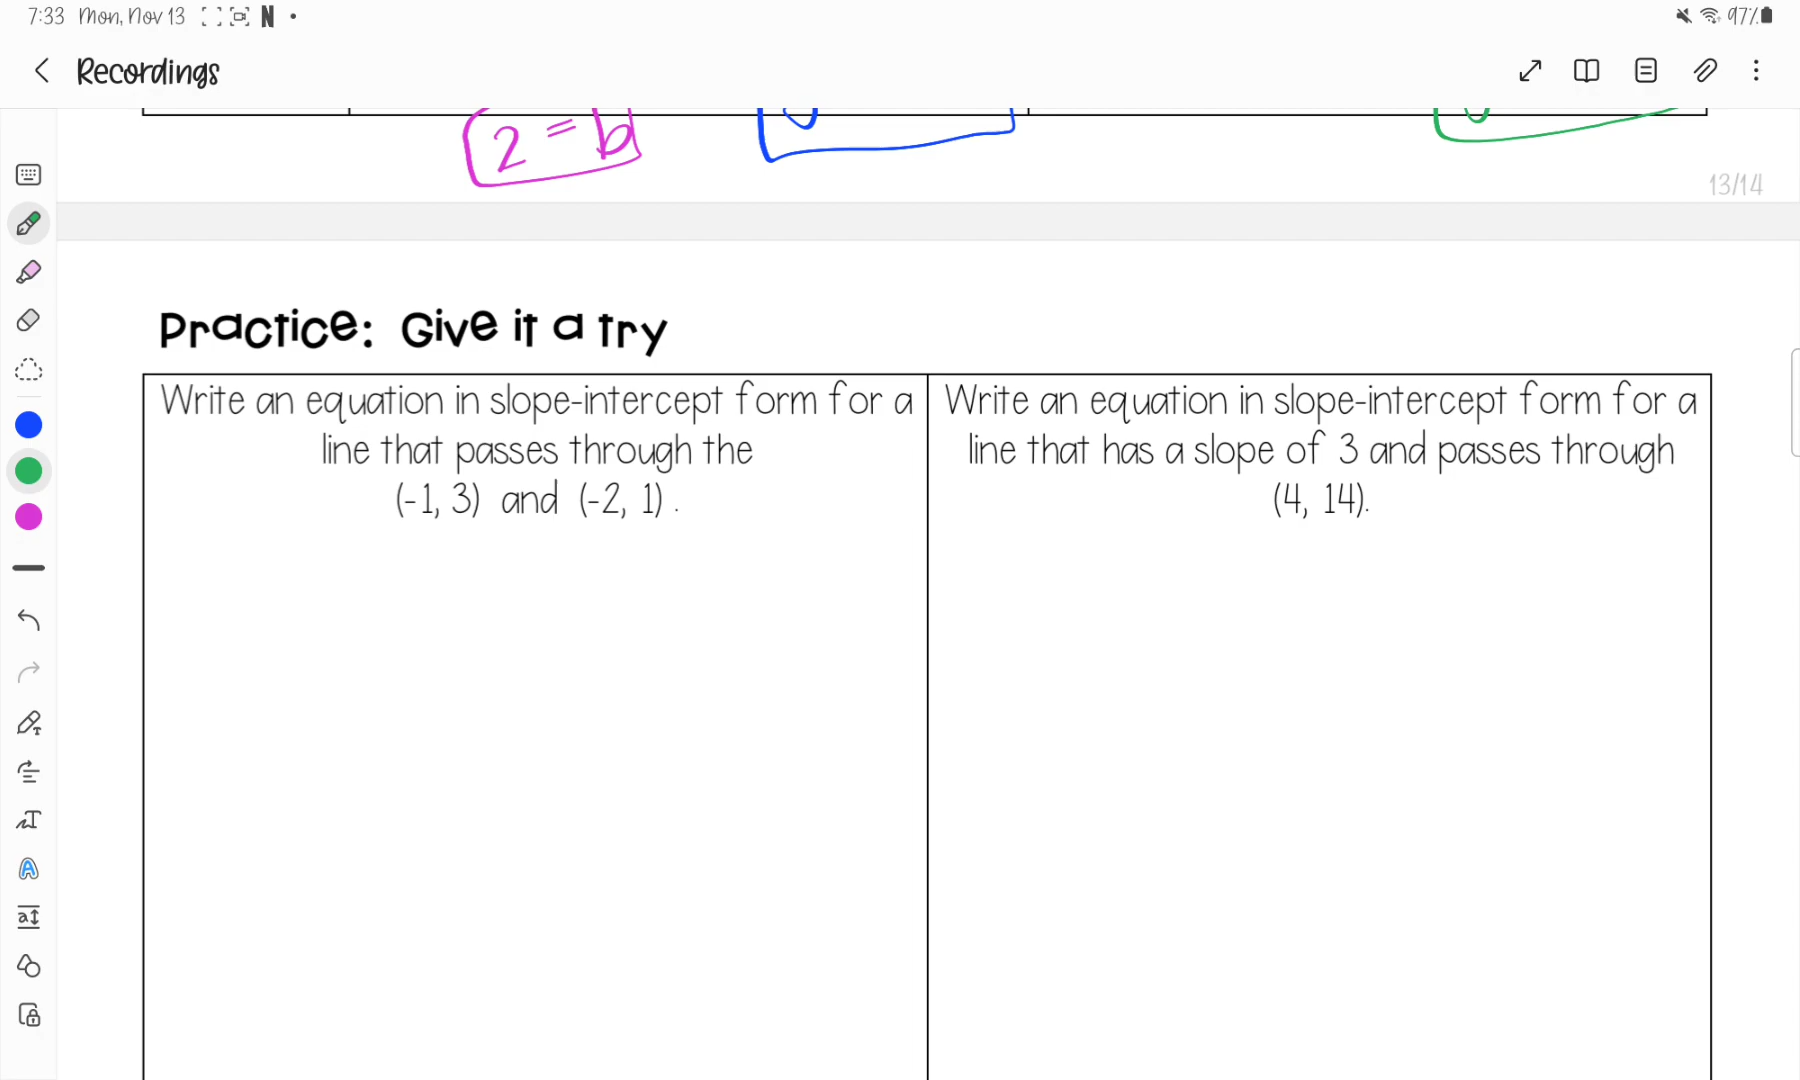 7:33 Mon, Nov 13 N
97%
Recordings
2 = b
13/14
Practice: Give it a try
Write an equation in slope-intercept form for a
line that passes through the
(-1, 3) and (-2, 1) .
Write an equation in slope-intercept form for a
line that has a slope of 3 and passes through
(4, 14).